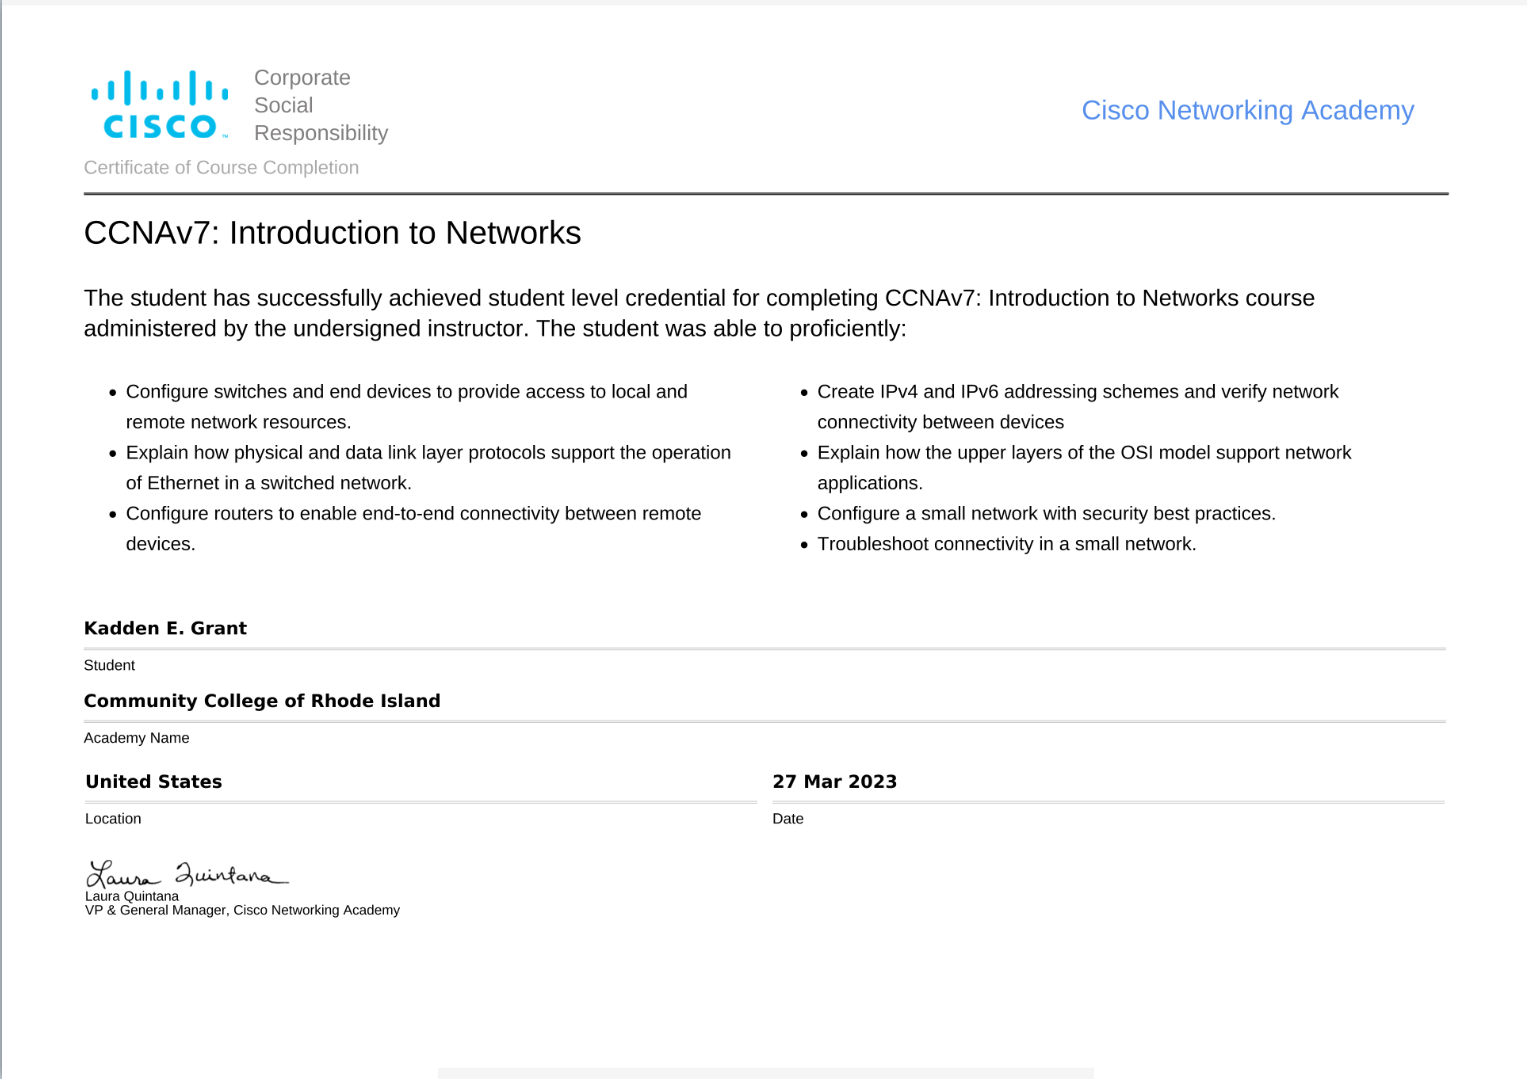 Corporate
Social
Responsibility
CISCO™
Cisco Networking Academy
Certificate of Course Completion
CCNAv7: Introduction to Networks
The student has successfully achieved student level credential for completing CCNAv7: Introduction to Networks course
administered by the undersigned instructor. The student was able to proficiently:
• Configure switches and end devices to provide access to local and
remote network resources.
• Explain how physical and data link layer protocols support the operation
of Ethernet in a switched network.
• Configure routers to enable end-to-end connectivity between remote
devices.
• Create IPv4 and IPv6 addressing schemes and verify network
connectivity between devices
• Explain how the upper layers of the OSI model support network
applications.
• Configure a small network with security best practices.
• Troubleshoot connectivity in a small network.
Kadden E. Grant
Student
Community College of Rhode Island
Academy Name
United States
Location
27 Mar 2023
Date
Laura Quintana
Laura Quintana
VP & General Manager, Cisco Networking Academy